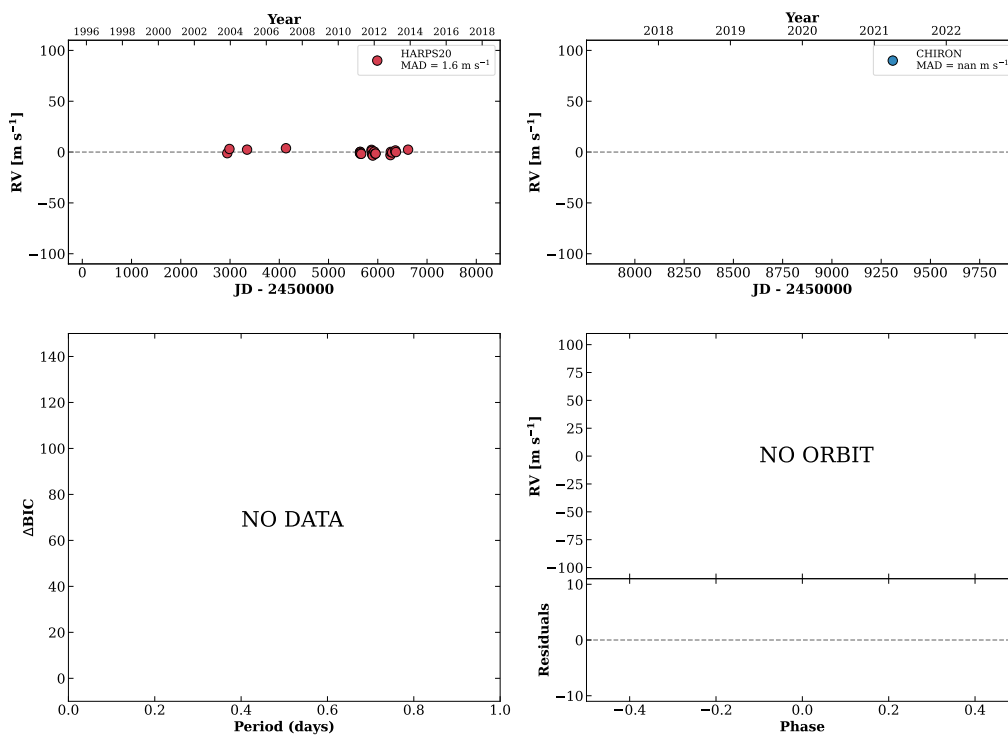 Year
1996 1998 2000 2002 2004 2006 2008 2010 2012 2014 2016 2018
HARPS20
MAD = 1.6 m s⁻¹
100
50
0
−50
−100
RV [m s⁻¹]
0 1000 2000 3000 4000 5000 6000 7000 8000
JD - 2450000
Year
2018 2019 2020 2021 2022
CHIRON
MAD = nan m s⁻¹
100
50
0
−50
−100
RV [m s⁻¹]
8000 8250 8500 8750 9000 9250 9500 9750
JD - 2450000
140
120
100
80
60
40
20
0
ΔBIC
NO DATA
0.0 0.2 0.4 0.6 0.8 1.0
Period (days)
100
75
50
25
0
−25
−50
−75
−100
RV [m s⁻¹]
NO ORBIT
10
0
−10
Residuals
−0.4 −0.2 0.0 0.2 0.4
Phase